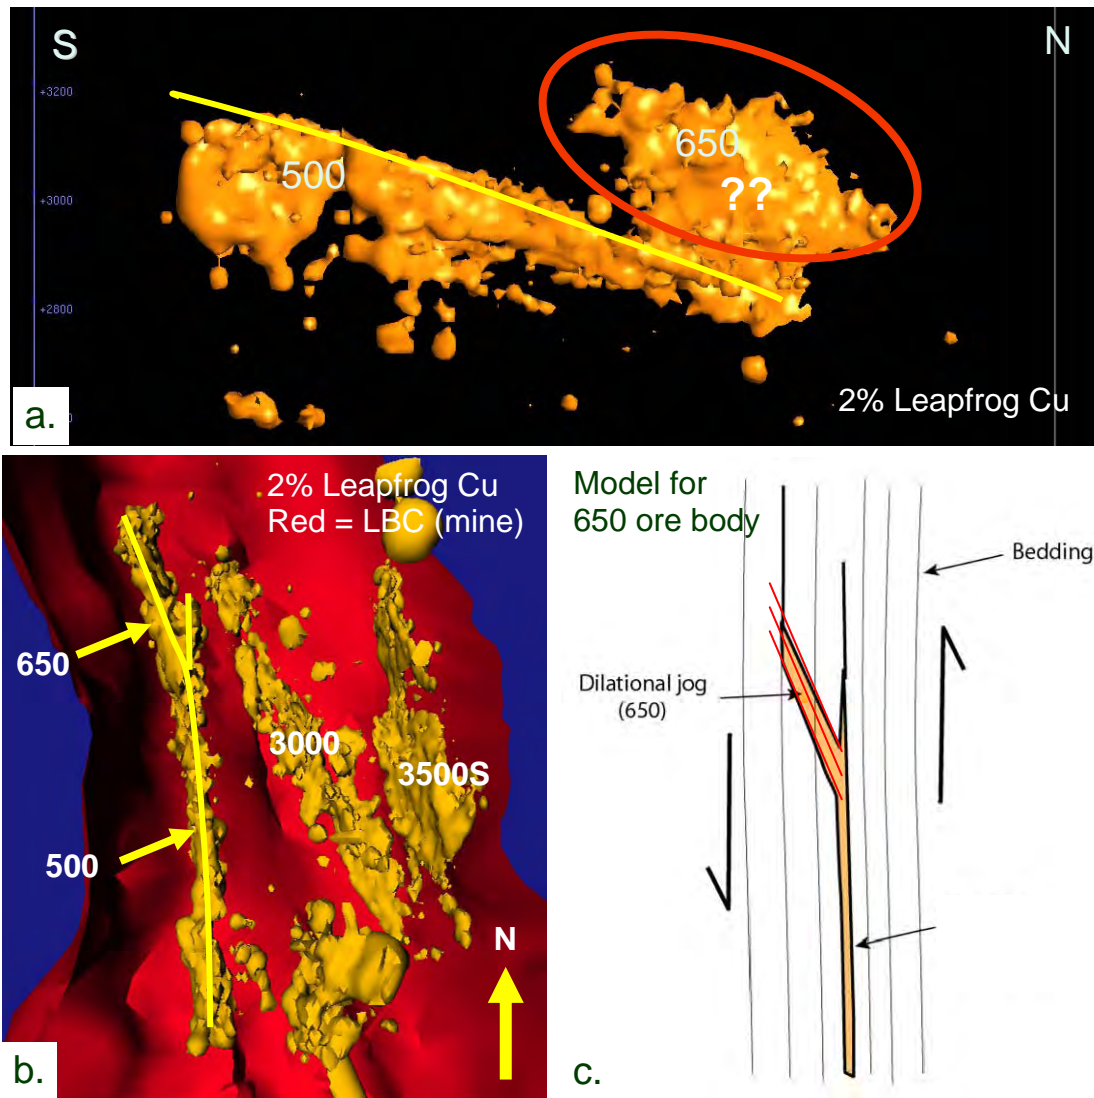 S
N
+3200
650
500
??
+3000
+2800
2% Leapfrog Cu
a.
2% Leapfrog Cu
Red = LBC (mine)
650
3000
3500S
500
N
b.
Model for
650 ore body
Bedding
Dilational jog
(650)
c.